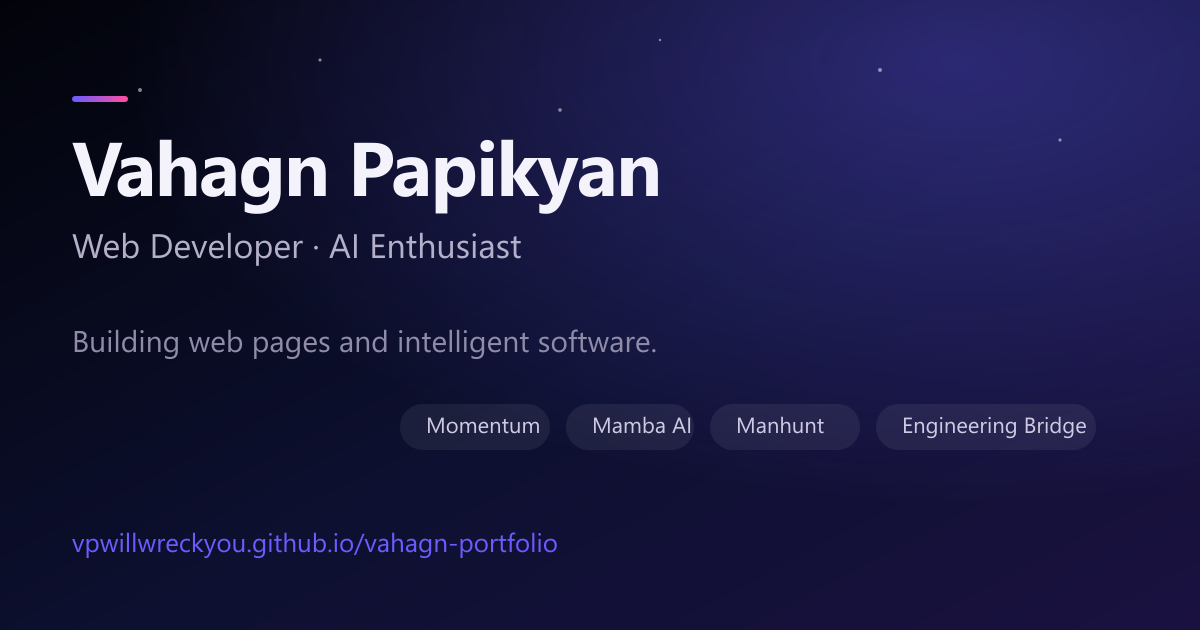 Vahagn Papikyan
Web Developer · AI Enthusiast
Building web pages and intelligent software.
Momentum Mamba AI Manhunt Engineering Bridge
vpwillwreckyou.github.io/vahagn-portfolio